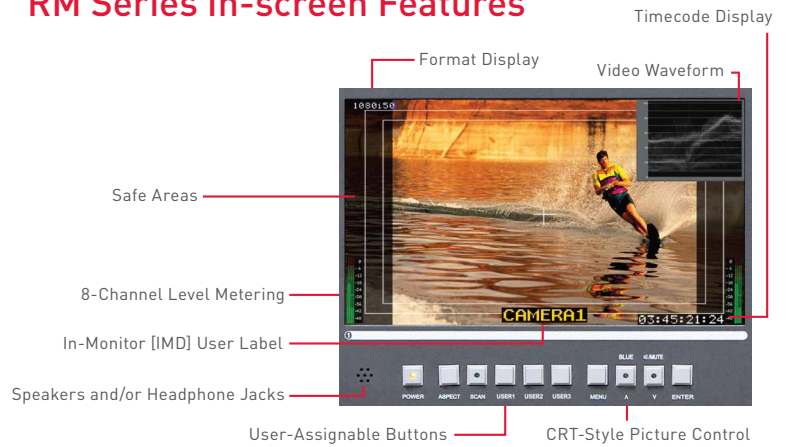 RM Series In-screen Features
Timecode Display
Format Display
Video Waveform
1080i50
Safe Areas
8-Channel Level Metering
CAMERA1
03:45:21:24
In-Monitor [IMD] User Label
BLUE
/MUTE
Speakers and/or Headphone Jacks
POWER
ASPECT
SCAN
USER1
USER2
USER3
MENU
ENTER
User-Assignable Buttons
CRT-Style Picture Control